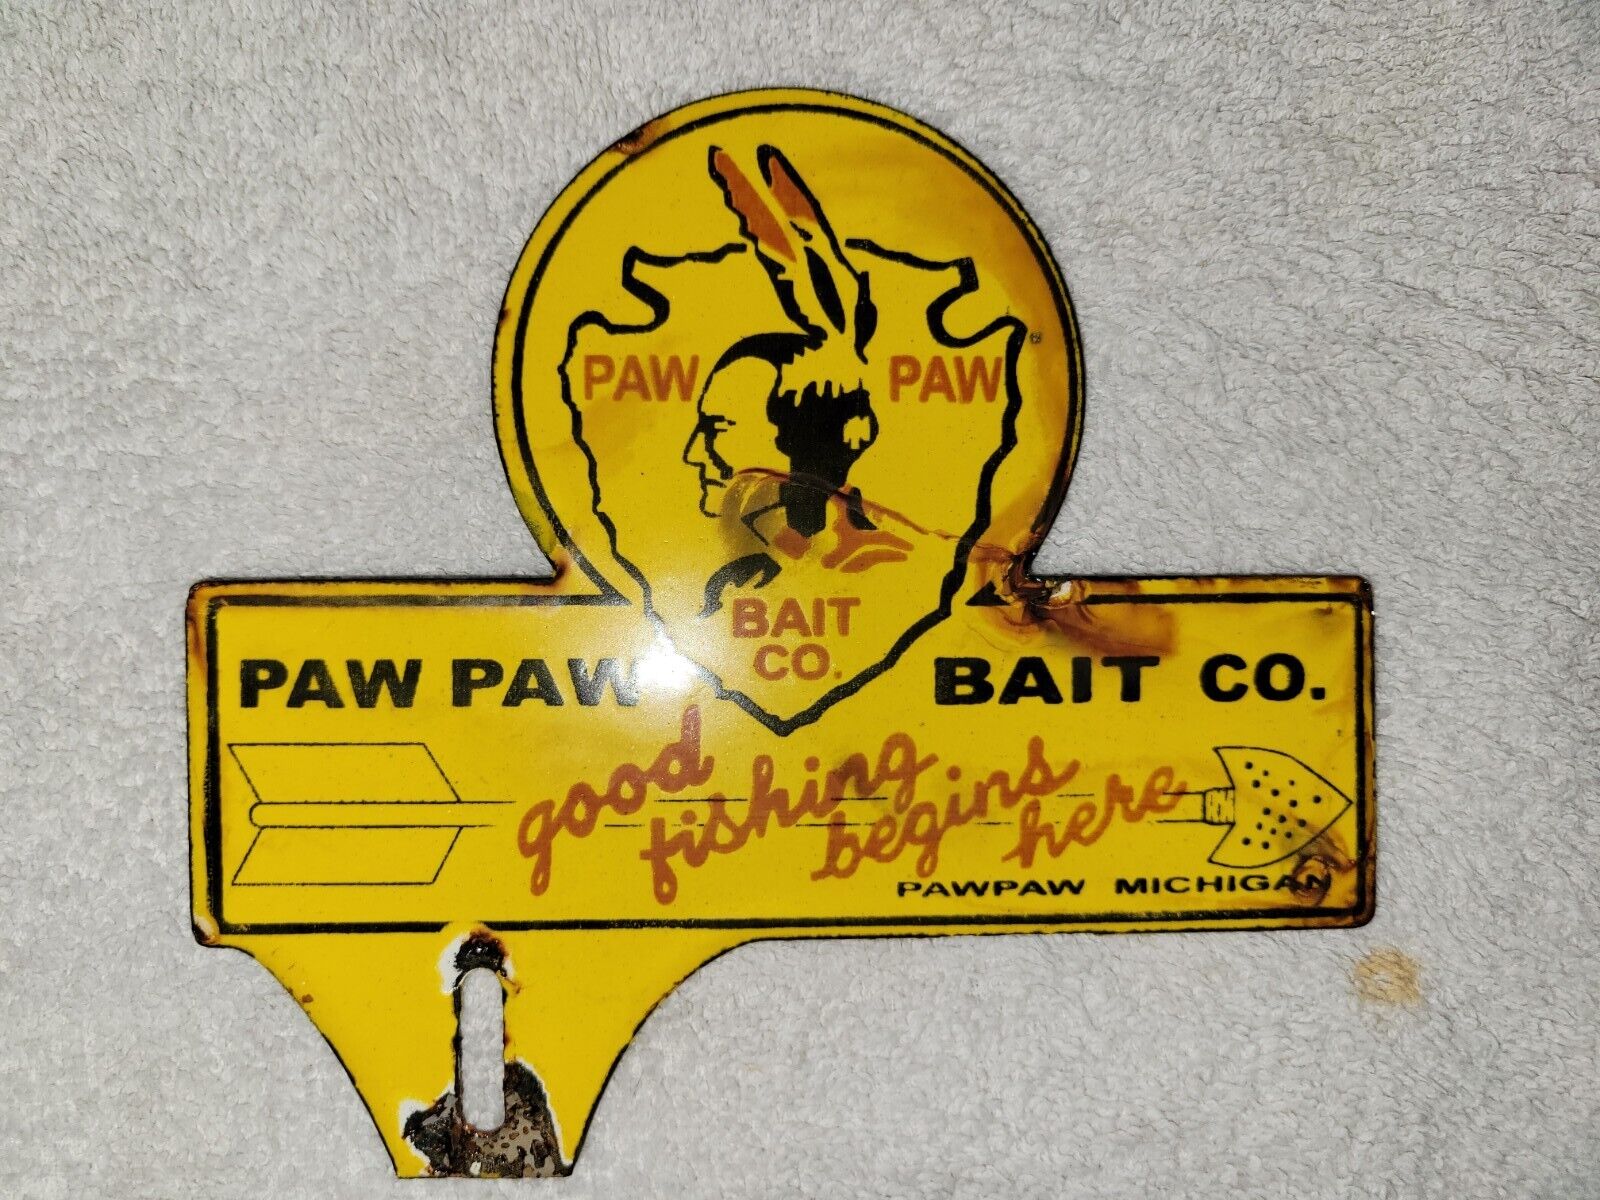 PAW PAW
BAIT
CO.
PAW PAW BAIT CO.
good
fishing
begins
here
PAWPAW MICHIGAN